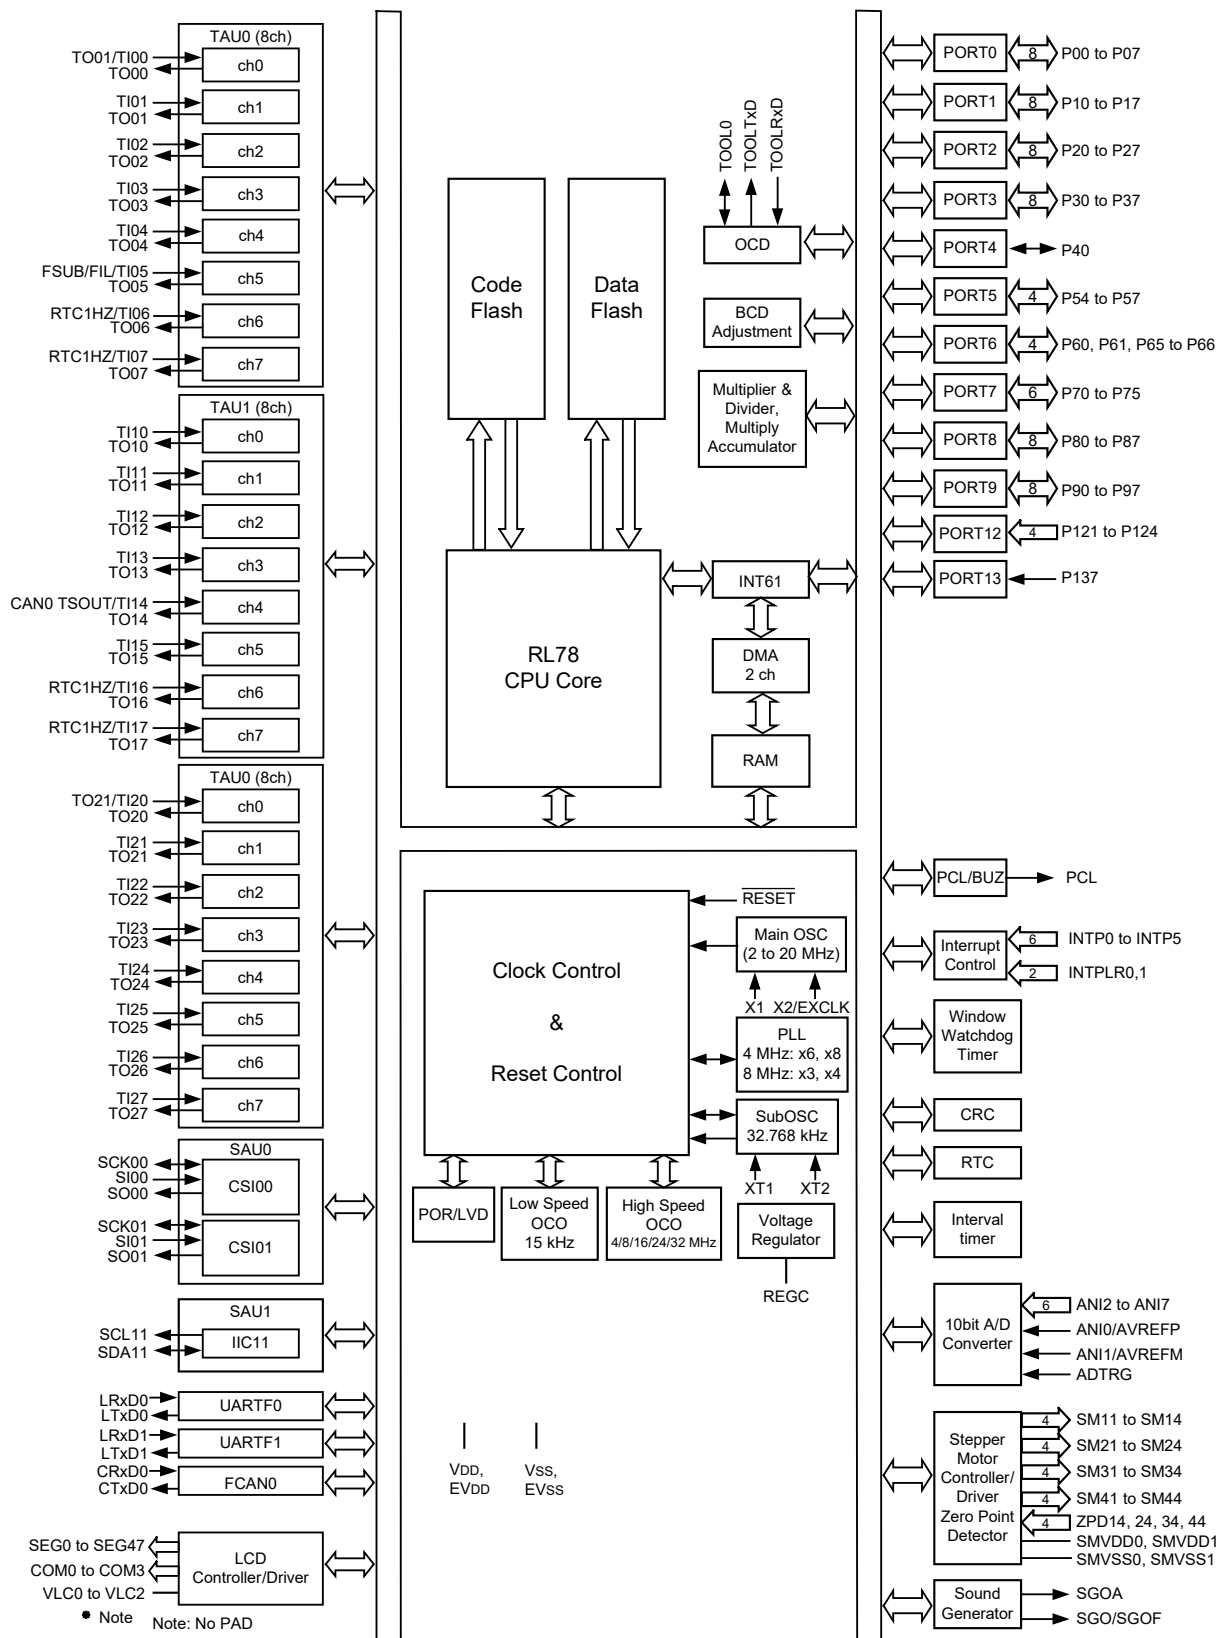 TAU0 (8ch)
TO01/TI00
TO00
ch0
TI01
TO01
ch1
TI02
TO02
ch2
TI03
TO03
ch3
TI04
TO04
ch4
FSUB/FIL/TI05
TO05
ch5
RTC1HZ/TI06
TO06
ch6
RTC1HZ/TI07
TO07
ch7
TAU1 (8ch)
TI10
TO10
ch0
TI11
TO11
ch1
TI12
TO12
ch2
TI13
TO13
ch3
CAN0 TSOUT/TI14
TO14
ch4
TI15
TO15
ch5
RTC1HZ/TI16
TO16
ch6
RTC1HZ/TI17
TO17
ch7
TAU0 (8ch)
TO21/TI20
TO20
ch0
TI21
TO21
ch1
TI22
TO22
ch2
TI23
TO23
ch3
TI24
TO24
ch4
TI25
TO25
ch5
TI26
TO26
ch6
TI27
TO27
ch7
SAU0
SCK00
SI00
SO00
CSI00
SCK01
SI01
SO01
CSI01
SAU1
SCL11
SDA11
IIC11
LRxD0
LTxD0
UARTF0
LRxD1
LTxD1
UARTF1
CRxD0
CTxD0
FCAN0
SEG0 to SEG47
COM0 to COM3
VLC0 to VLC2
LCD
Controller/Driver
Note
Note: No PAD
Code
Flash
Data
Flash
TOOL0
TOOLTxD
TOOLRxD
OCD
BCD
Adjustment
Multiplier &
Divider,
Multiply
Accumulator
RL78
CPU Core
INT61
DMA
2 ch
RAM
Clock Control
&
Reset Control
RESET
Main OSC
(2 to 20 MHz)
X1 X2/EXCLK
PLL
4 MHz: x6, x8
8 MHz: x3, x4
SubOSC
32.768 kHz
XT1 XT2
POR/LVD
Low Speed
OCO
15 kHz
High Speed
OCO
4/8/16/24/32 MHz
Voltage
Regulator
REGC
VDD,
EVDD
VSS,
EVSS
PORT0 8 P00 to P07
PORT1 8 P10 to P17
PORT2 8 P20 to P27
PORT3 8 P30 to P37
PORT4 P40
PORT5 4 P54 to P57
PORT6 4 P60, P61, P65 to P66
PORT7 6 P70 to P75
PORT8 8 P80 to P87
PORT9 8 P90 to P97
PORT12 4 P121 to P124
PORT13 P137
PCL/BUZ PCL
Interrupt
Control
6 INTP0 to INTP5
2 INTPLR0,1
Window
Watchdog
Timer
CRC
RTC
Interval
timer
10bit A/D
Converter
6 ANI2 to ANI7
ANI0/AVREFP
ANI1/AVREFM
ADTRG
Stepper
Motor
Controller/
Driver
Zero Point
Detector
4 SM11 to SM14
4 SM21 to SM24
4 SM31 to SM34
4 SM41 to SM44
4 ZPD14, 24, 34, 44
SMVDD0, SMVDD1
SMVSS0, SMVSS1
Sound
Generator
SGOA
SGO/SGOF